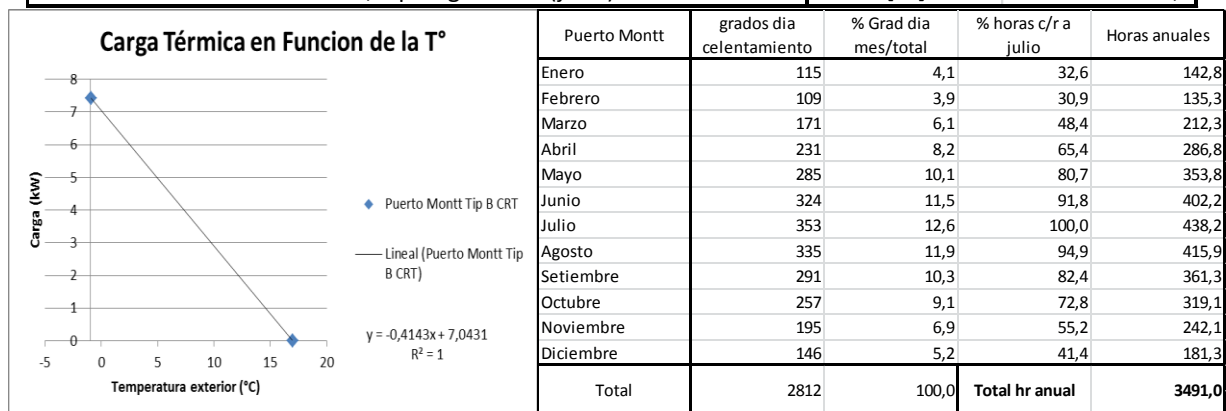 Carga Térmica en Funcion de la T°
8
7
6
5
4
3
2
1
0
-5 0 5 10 15 20
Carga (kW)
Temperatura exterior (°C)
Puerto Montt Tip B CRT
Lineal (Puerto Montt Tip B CRT)
y = -0,4143x + 7,0431
R² = 1
Puerto Montt grados dia celentamiento % Grad dia mes/total % horas c/r a julio Horas anuales
Enero 115 4,1 32,6 142,8
Febrero 109 3,9 30,9 135,3
Marzo 171 6,1 48,4 212,3
Abril 231 8,2 65,4 286,8
Mayo 285 10,1 80,7 353,8
Junio 324 11,5 91,8 402,2
Julio 353 12,6 100,0 438,2
Agosto 335 11,9 94,9 415,9
Setiembre 291 10,3 82,4 361,3
Octubre 257 9,1 72,8 319,1
Noviembre 195 6,9 55,2 242,1
Diciembre 146 5,2 41,4 181,3
Total 2812 100,0 Total hr anual 3491,0